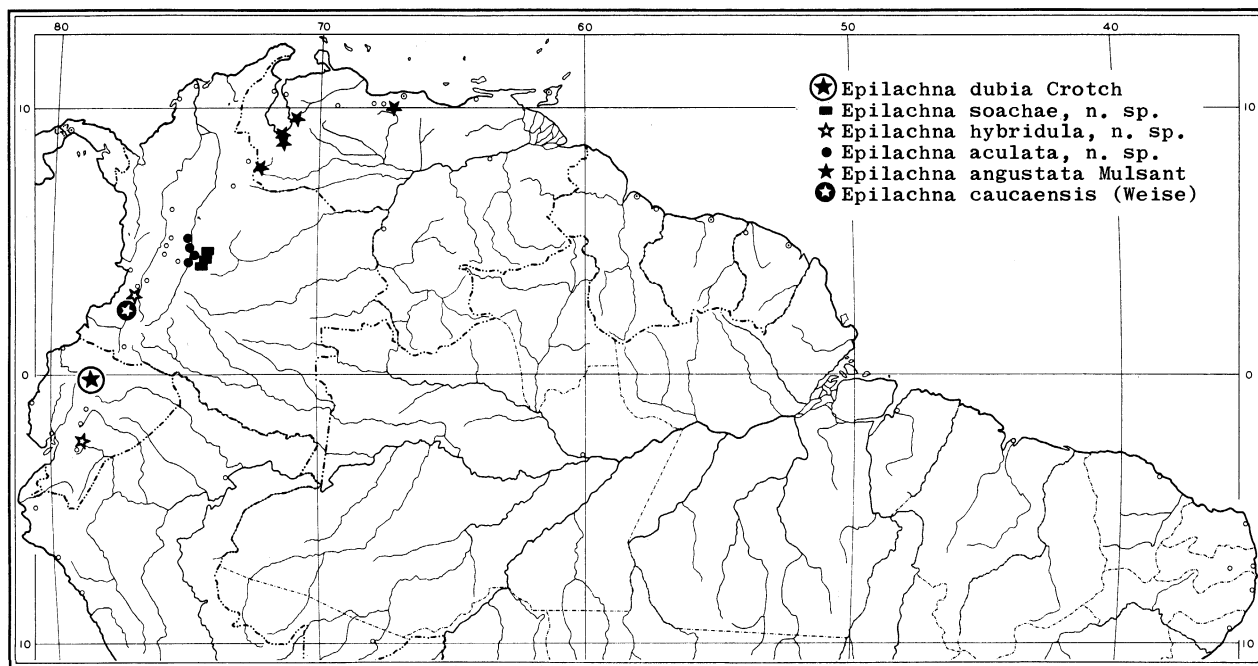 80 70 60 50 40
10 10
Epilachna dubia Crotch
Epilachna soachae, n. sp.
Epilachna hybridula, n. sp.
Epilachna aculata, n. sp.
Epilachna angustata Mulsant
Epilachna caucaensis (Weise)
0 0
10 10